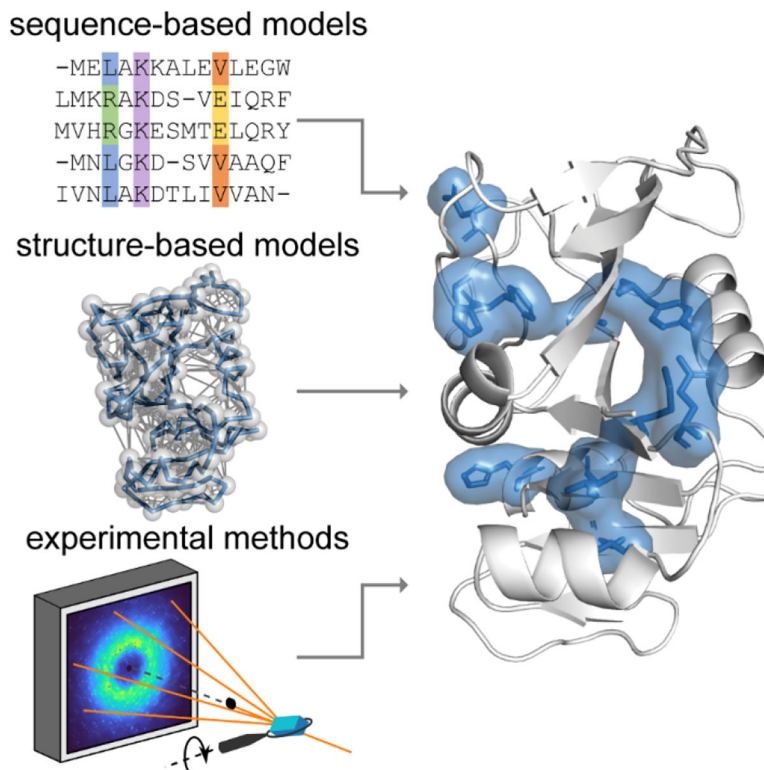 sequence-based models
-MELAKKALEVLEGW
LMKRAKDS-VEIQRF
MVHRGKESMTELQRY
-MNLGKD-SVVAAQF
IVNLAKDTLIVVAN-
structure-based models
experimental methods